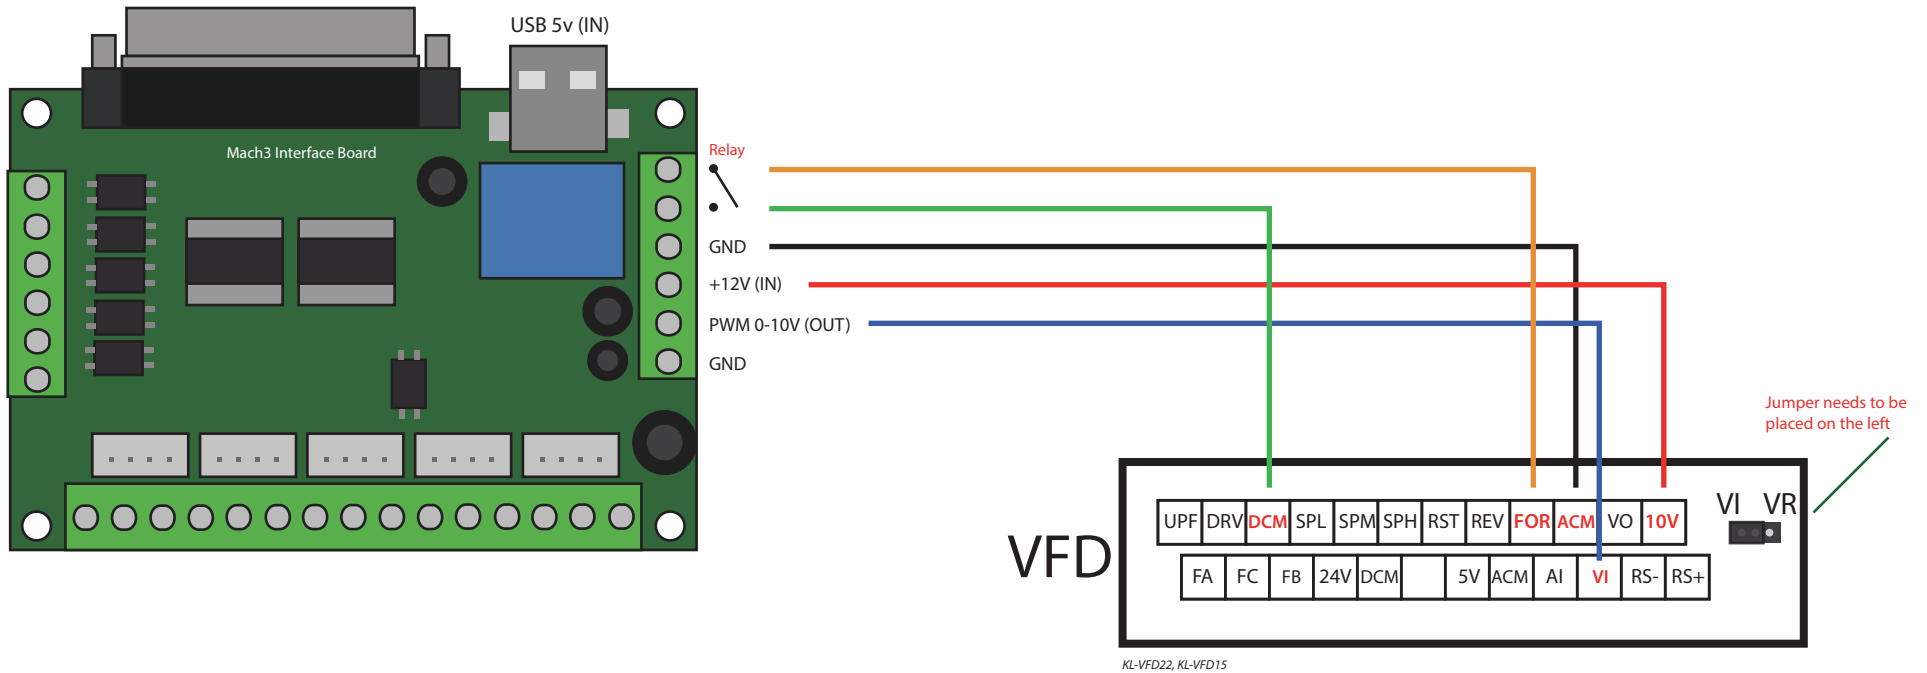 USB 5v (IN)
Mach3 Interface Board
Relay
GND
+12V (IN)
PWM 0-10V (OUT)
GND
Jumper needs to be
placed on the left
VI VR
VFD
UPF DRV DCM SPL SPM SPH RST REV FOR ACM VO 10V
FA FC FB 24V DCM 5V ACM AI VI RS- RS+
KL-VFD22, KL-VFD15